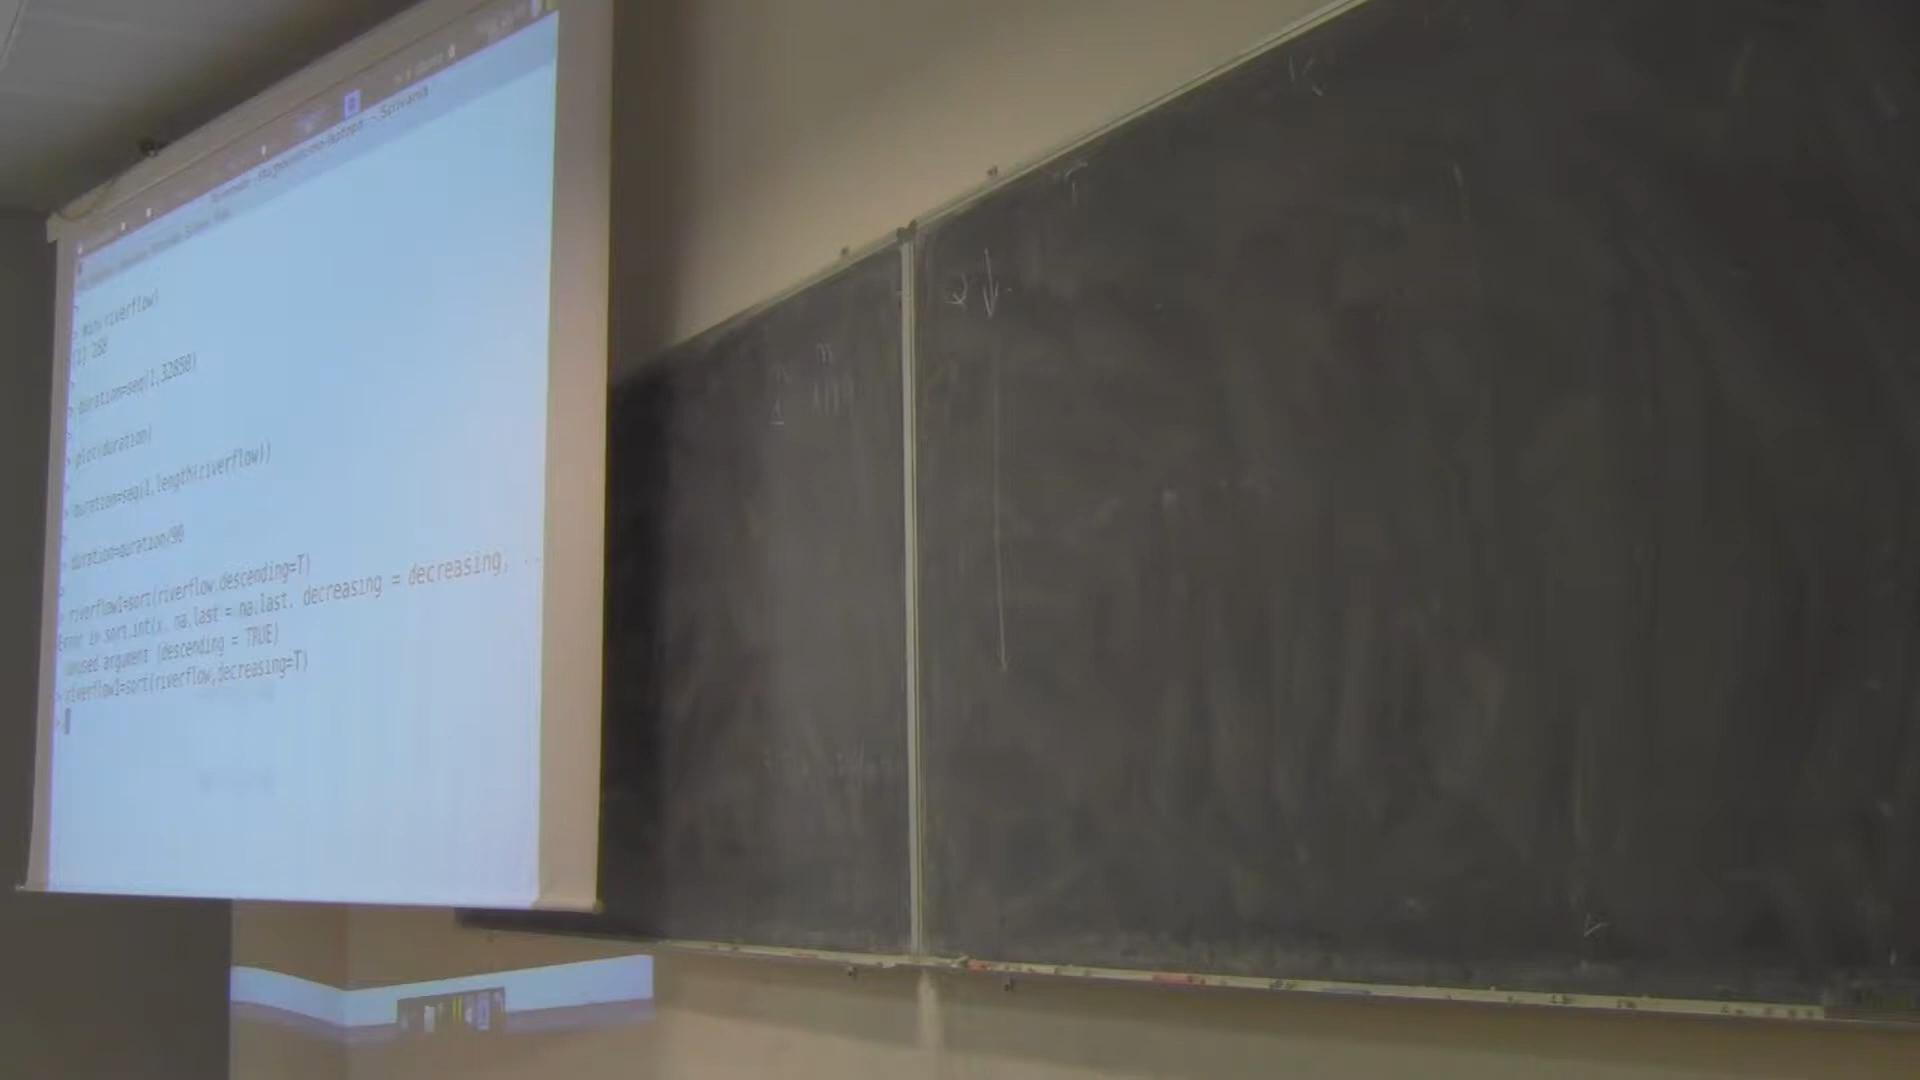 >
> min(riverflow)
[1] 268
>
> duration=seq(1,32850)
>
> plot(duration)
>
> duration=seq(1,length(riverflow))
>
> duration=duration/90
>
> riverflow1=sort(riverflow,descending=T)
Error in sort.int(x, na.last = na.last, decreasing = decreasing, ...
unused argument (descending = TRUE)
> riverflow1=sort(riverflow,decreasing=T)
>
Q